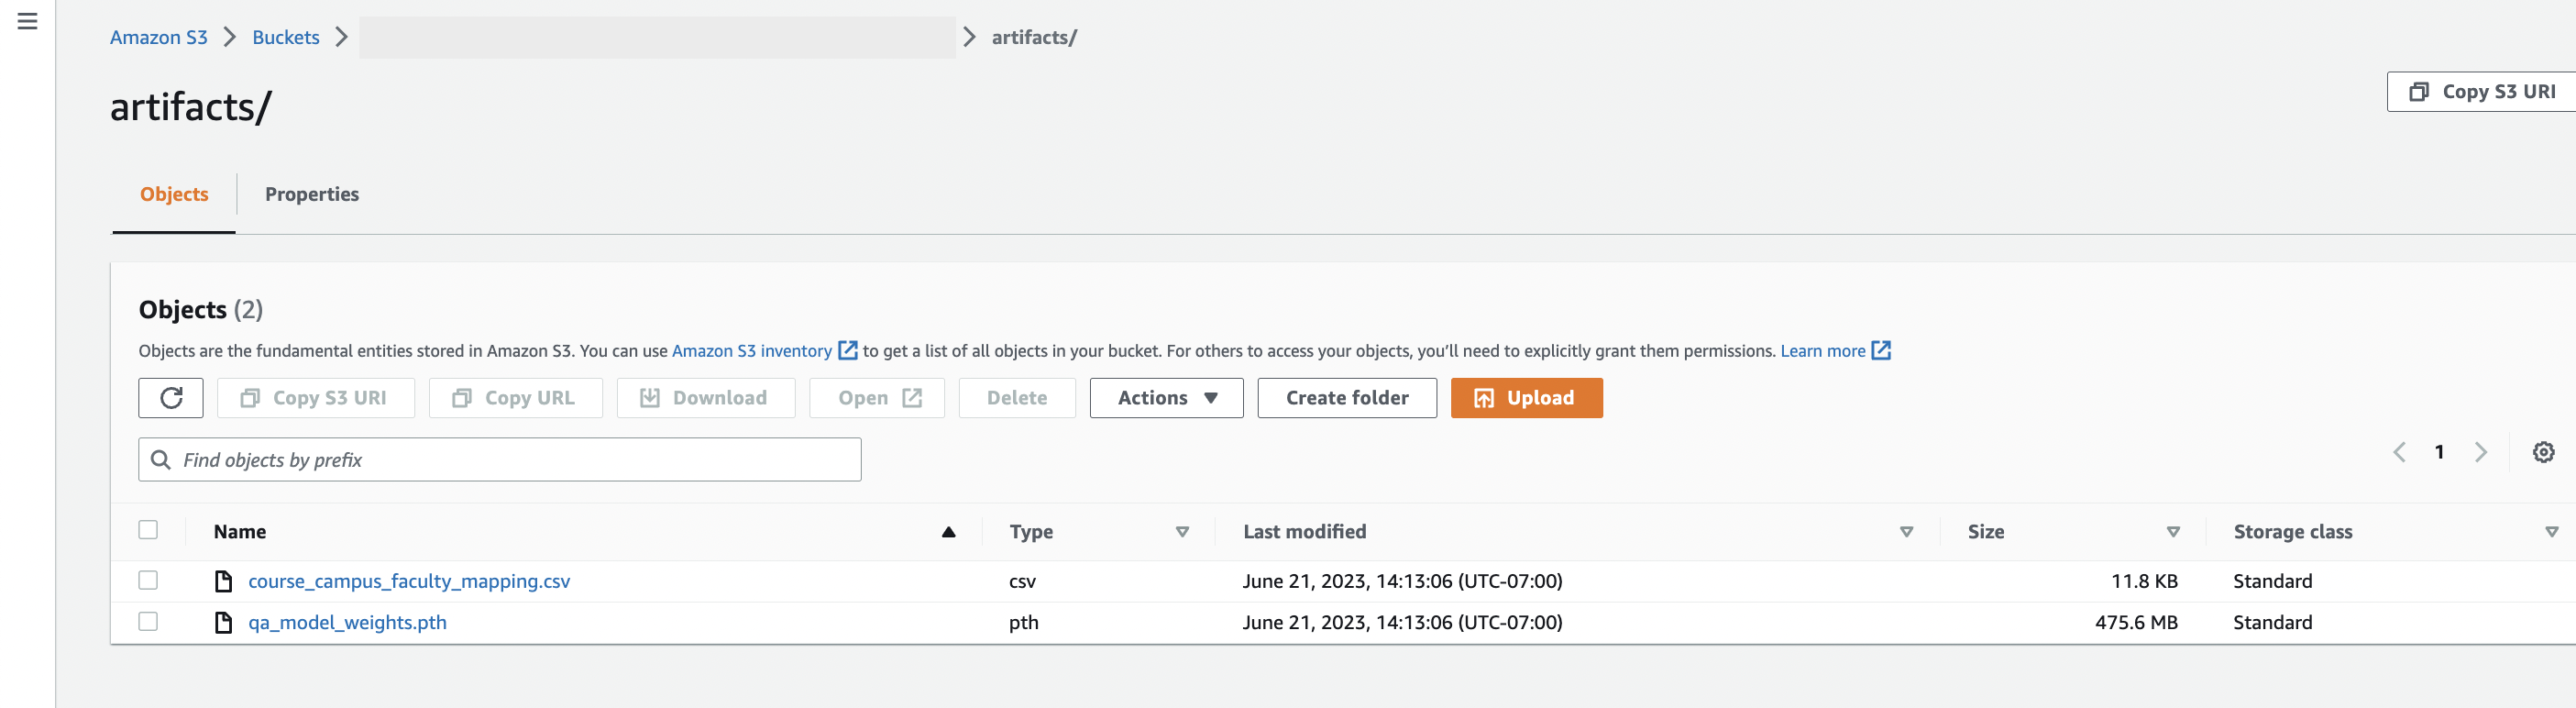 Amazon S3 > Buckets > > artifacts/
Copy S3 URI
artifacts/
Objects Properties
Objects (2)
Objects are the fundamental entities stored in Amazon S3. You can use Amazon S3 inventory to get a list of all objects in your bucket. For others to access your objects, you'll need to explicitly grant them permissions. Learn more
Copy S3 URI Copy URL Download Open Delete Actions Create folder Upload
Find objects by prefix
1
Name Type Last modified Size Storage class
course_campus_faculty_mapping.csv csv June 21, 2023, 14:13:06 (UTC-07:00) 11.8 KB Standard
qa_model_weights.pth pth June 21, 2023, 14:13:06 (UTC-07:00) 475.6 MB Standard